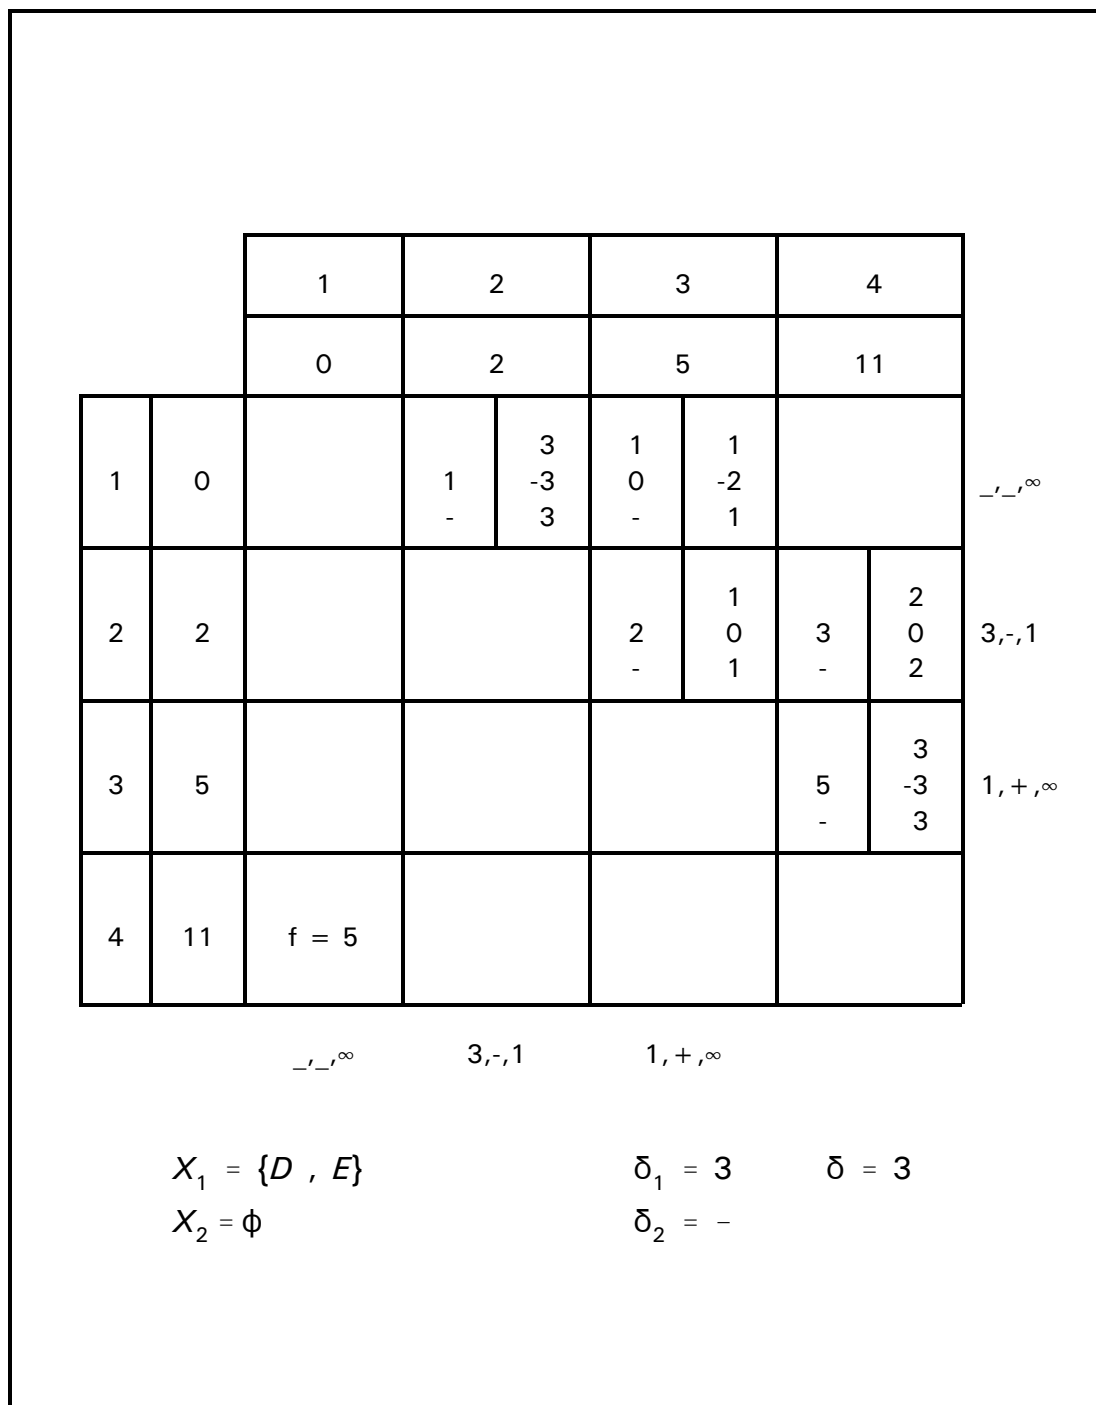 1 2 3 4
0 2 5 11
3 1 1
1 0 1 -3 0 -2 _,_,∞
- 3 - 1
1 2
2 2 2 0 3 0 3,-,1
- 1 - 2
3
3 5 5 -3 1,+,∞
- 3
4 11 f = 5
_,_,∞ 3,-,1 1,+,∞
X₁ = {D , E} δ₁ = 3 δ = 3
X₂ = ϕ δ₂ = −